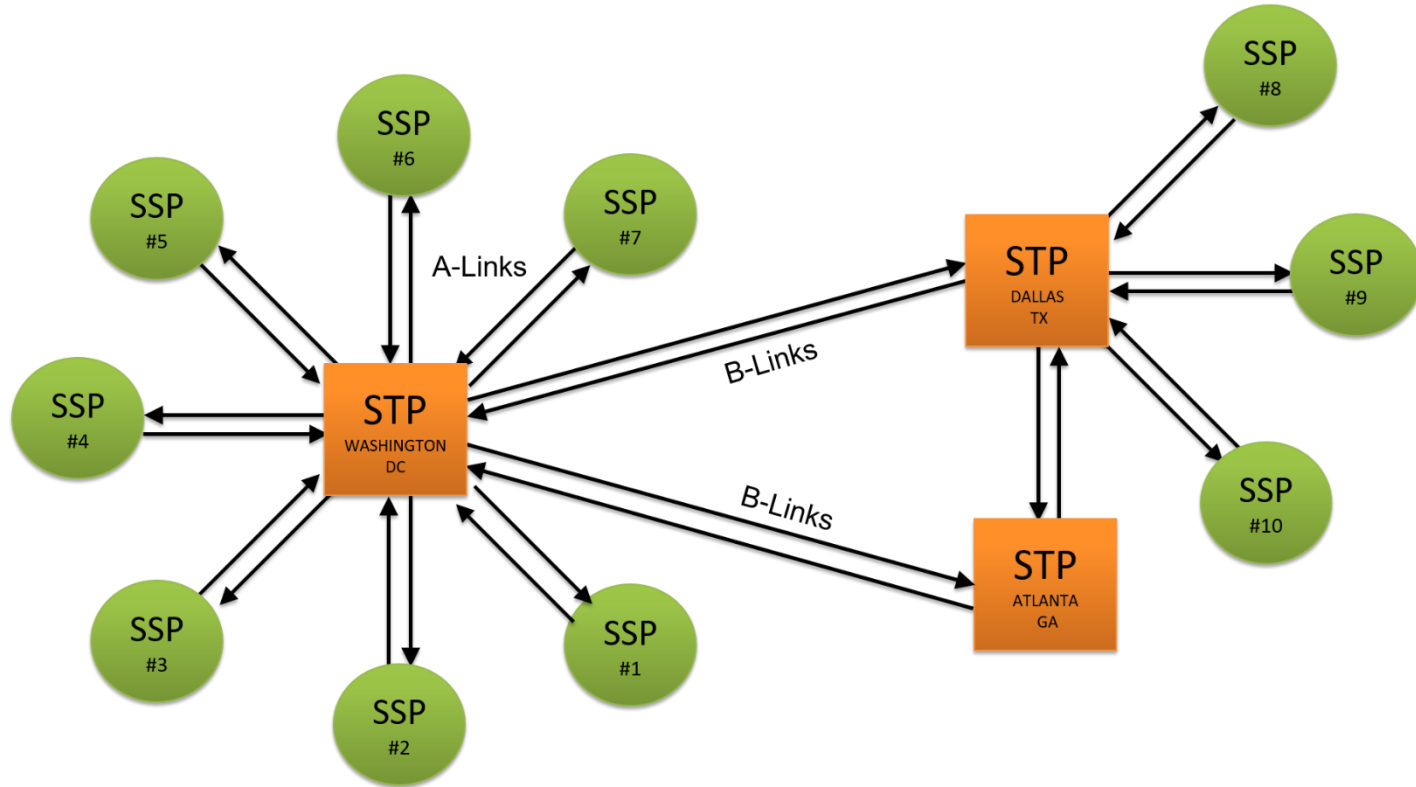 SSP
#8
SSP
#6
SSP
#5
SSP
#7
A-Links
STP
DALLAS
TX
SSP
#9
B-Links
SSP
#4
STP
WASHINGTON
DC
B-Links
SSP
#10
STP
ATLANTA
GA
SSP
#3
SSP
#1
SSP
#2